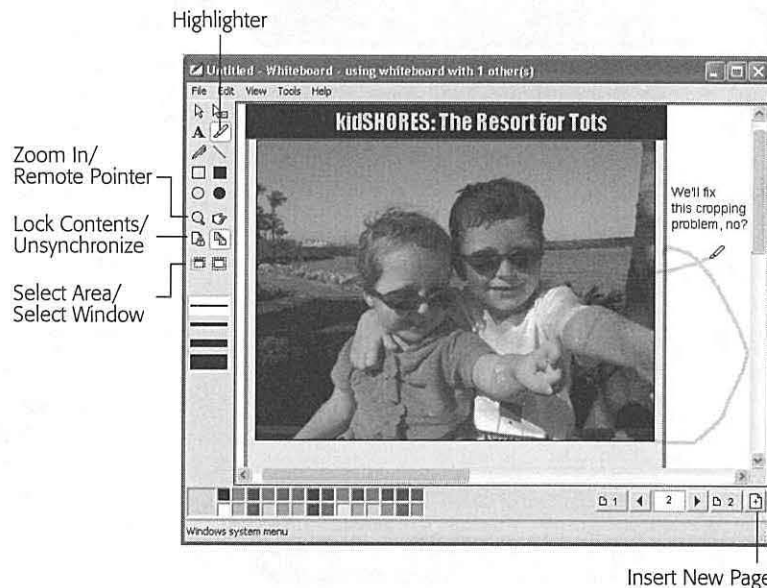 Highlighter
Untitled - Whiteboard - using whiteboard with 1 other(s)
File Edit View Tools Help
kidSHORES: The Resort for Tots
A
Zoom In/
Remote Pointer
We'll fix
this cropping
problem, no?
Lock Contents/
Unsynchronize
Select Area/
Select Window
1 2 2
Windows system menu
Insert New Page